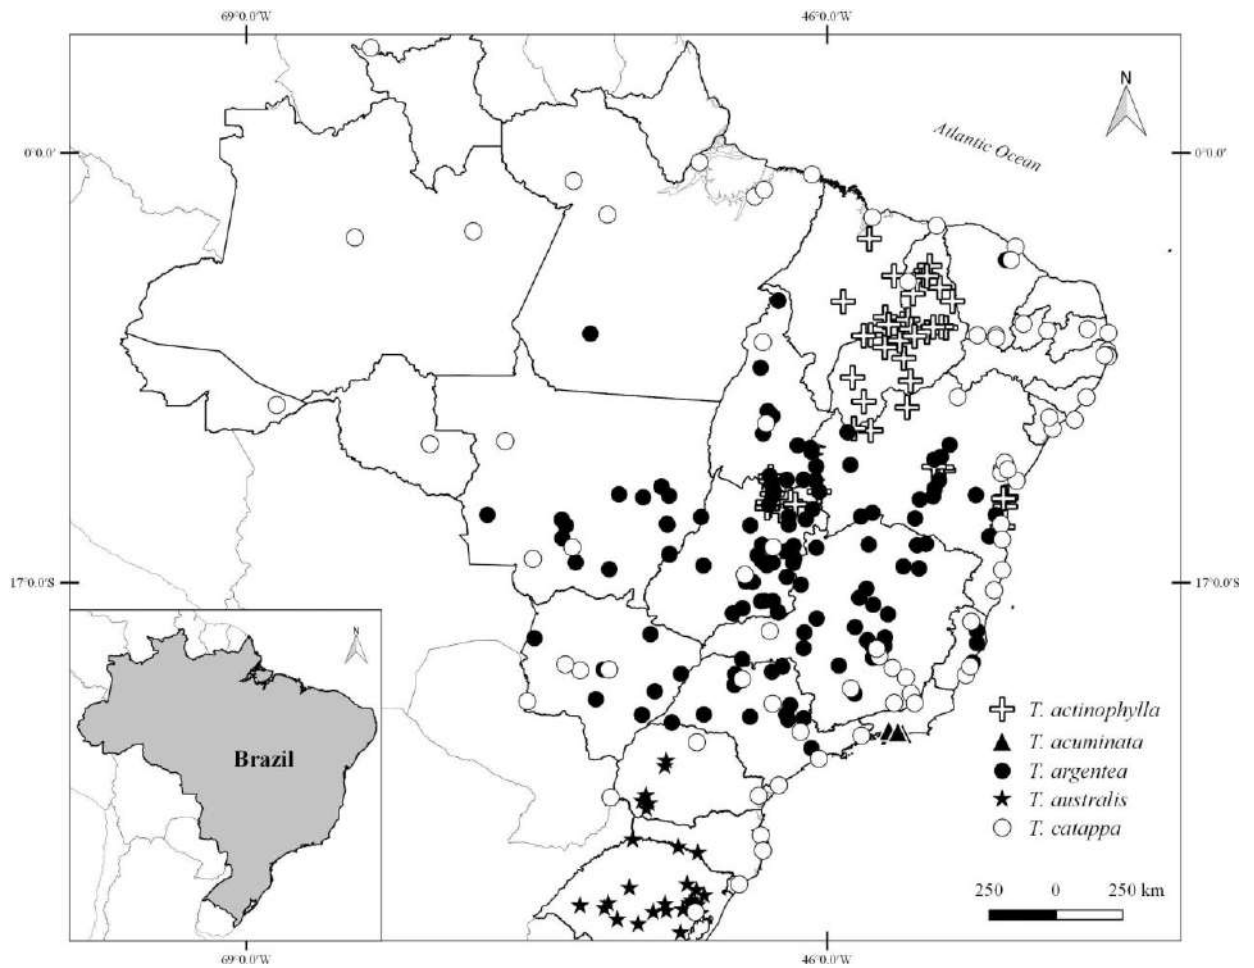 69°0.0'W
46°0.0'W
N
Atlantic Ocean
0°0.0'
0°0.0'
17°0.0'S
17°0.0'S
N
Brazil
T. actinophylla
T. acuminata
T. argentea
T. australis
T. catappa
250 0 250 km
69°0.0'W
46°0.0'W